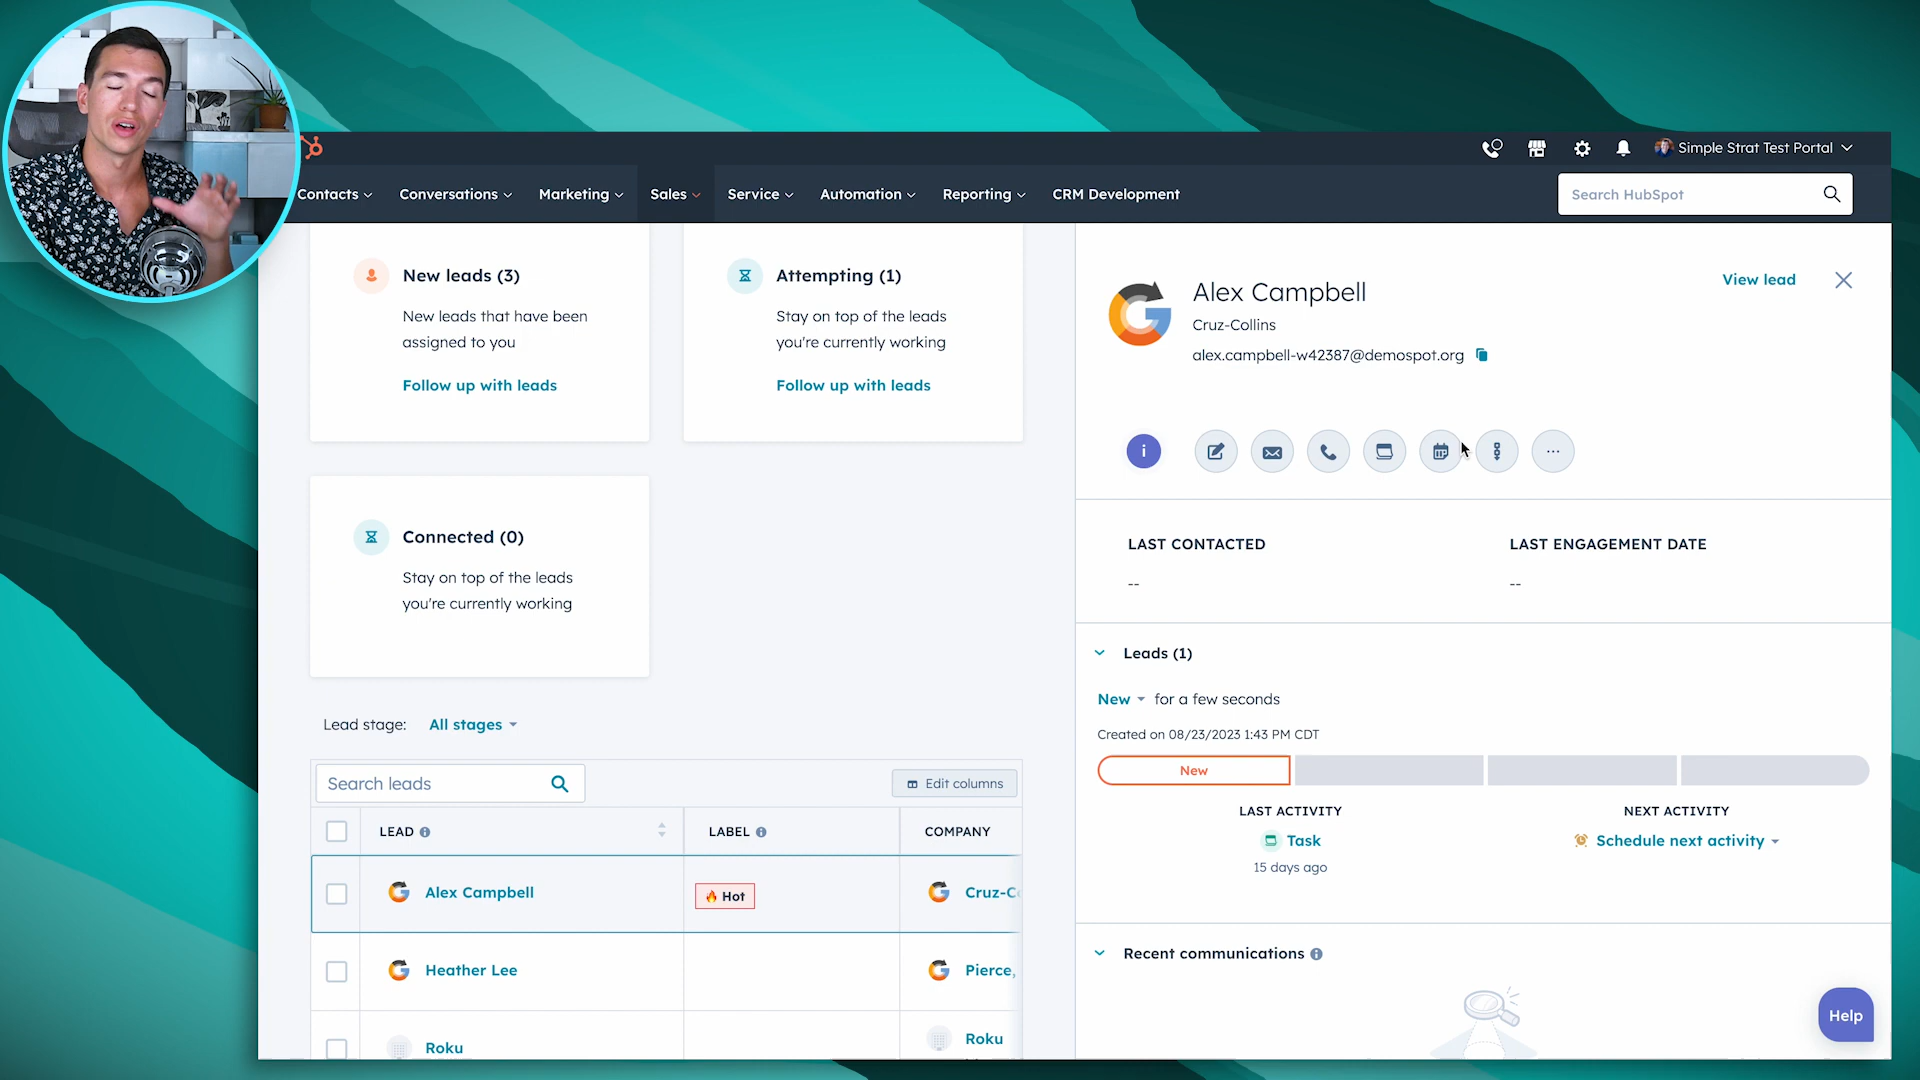 Simple Strat Test Portal
Contacts Conversations Marketing Sales Service Automation Reporting CRM Development
Search HubSpot
New leads (3)
New leads that have been
assigned to you
Follow up with leads
Attempting (1)
Stay on top of the leads
you're currently working
Follow up with leads
Connected (0)
Stay on top of the leads
you're currently working
Lead stage: All stages
Search leads
Edit columns
LEAD LABEL COMPANY
Alex Campbell Hot Cruz-C
Heather Lee Pierce,
Roku Roku
Alex Campbell
View lead
Cruz-Collins
alex.campbell-w42387@demospot.org
LAST CONTACTED
--
LAST ENGAGEMENT DATE
--
Leads (1)
New for a few seconds
Created on 08/23/2023 1:43 PM CDT
New
LAST ACTIVITY
Task
15 days ago
NEXT ACTIVITY
Schedule next activity
Recent communications
Help